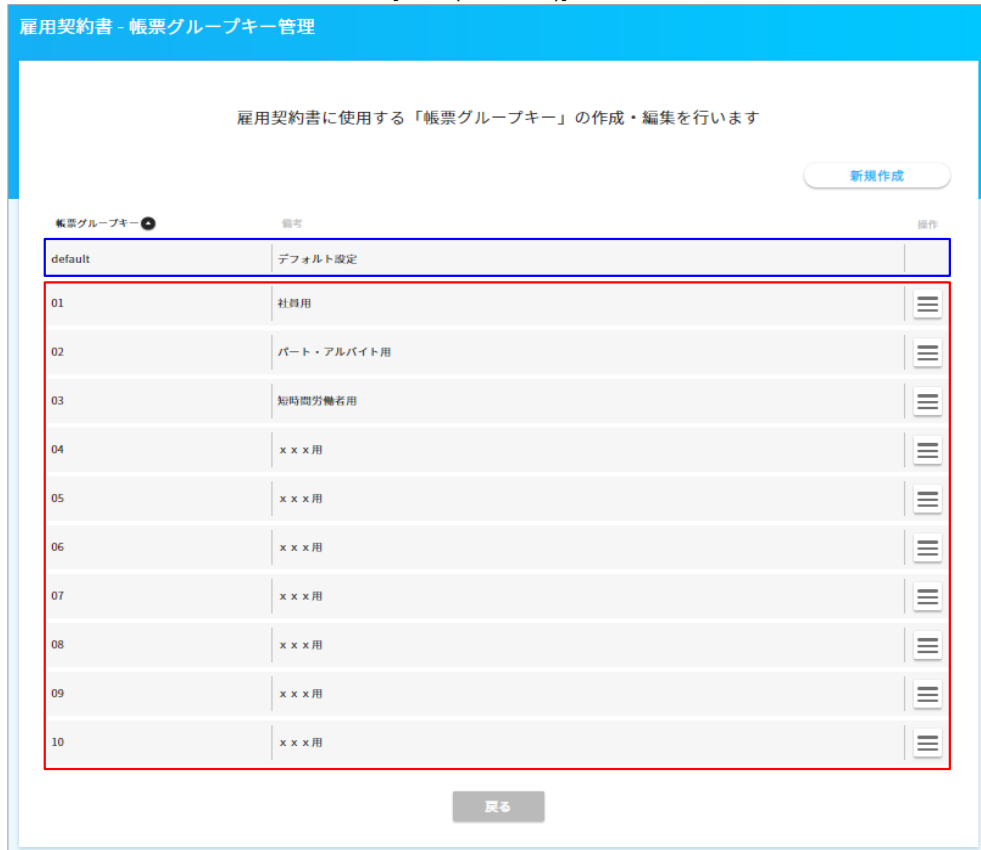 雇用契約書 - 帳票グループキー管理
雇用契約書に使用する「帳票グループキー」の作成・編集を行います
新規作成
帳票グループキー 備考 操作
default デフォルト設定
01 社員用
02 パート・アルバイト用
03 短時間労働者用
04 ｘｘｘ用
05 ｘｘｘ用
06 ｘｘｘ用
07 ｘｘｘ用
08 ｘｘｘ用
09 ｘｘｘ用
10 ｘｘｘ用
戻る